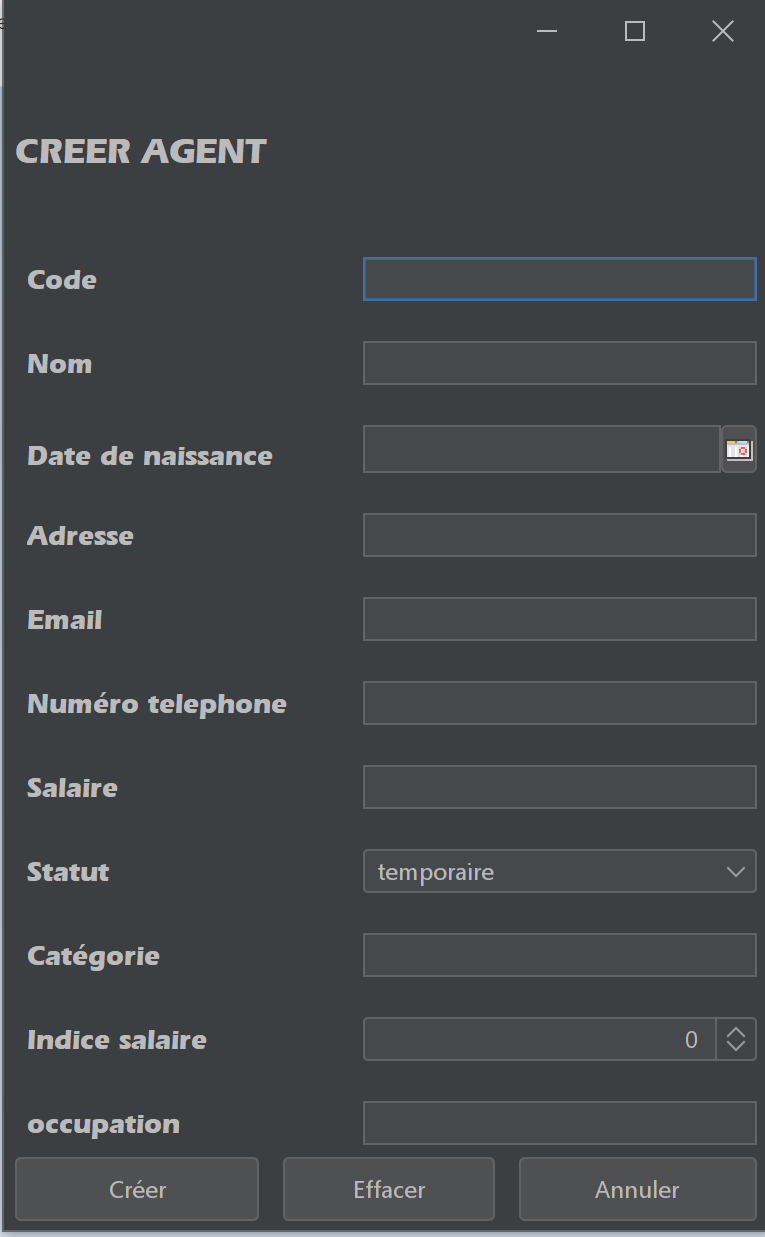 CREER AGENT
Code
Nom
Date de naissance
Adresse
Email
Numéro telephone
Salaire
Statut temporaire
Catégorie
Indice salaire 0
occupation
Créer Effacer Annuler